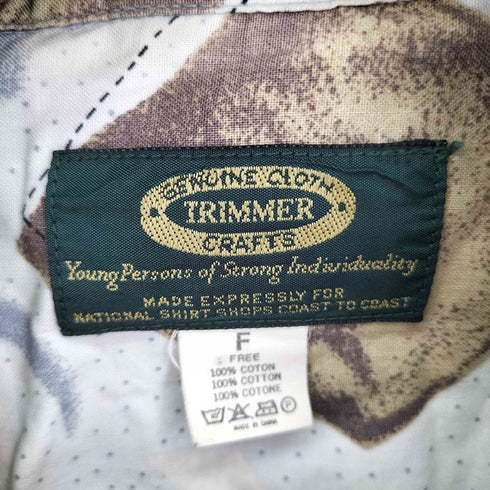 GENUINE CLOTH
TRIMMER
CRAFTS
Young Persons of Strong Individuality
MADE EXPRESSLY FOR
NATIONAL SHIRT SHOPS COAST TO COAST
F
FREE
100% COTON
100% COTTON
100% COTONE
MADE IN CHINA